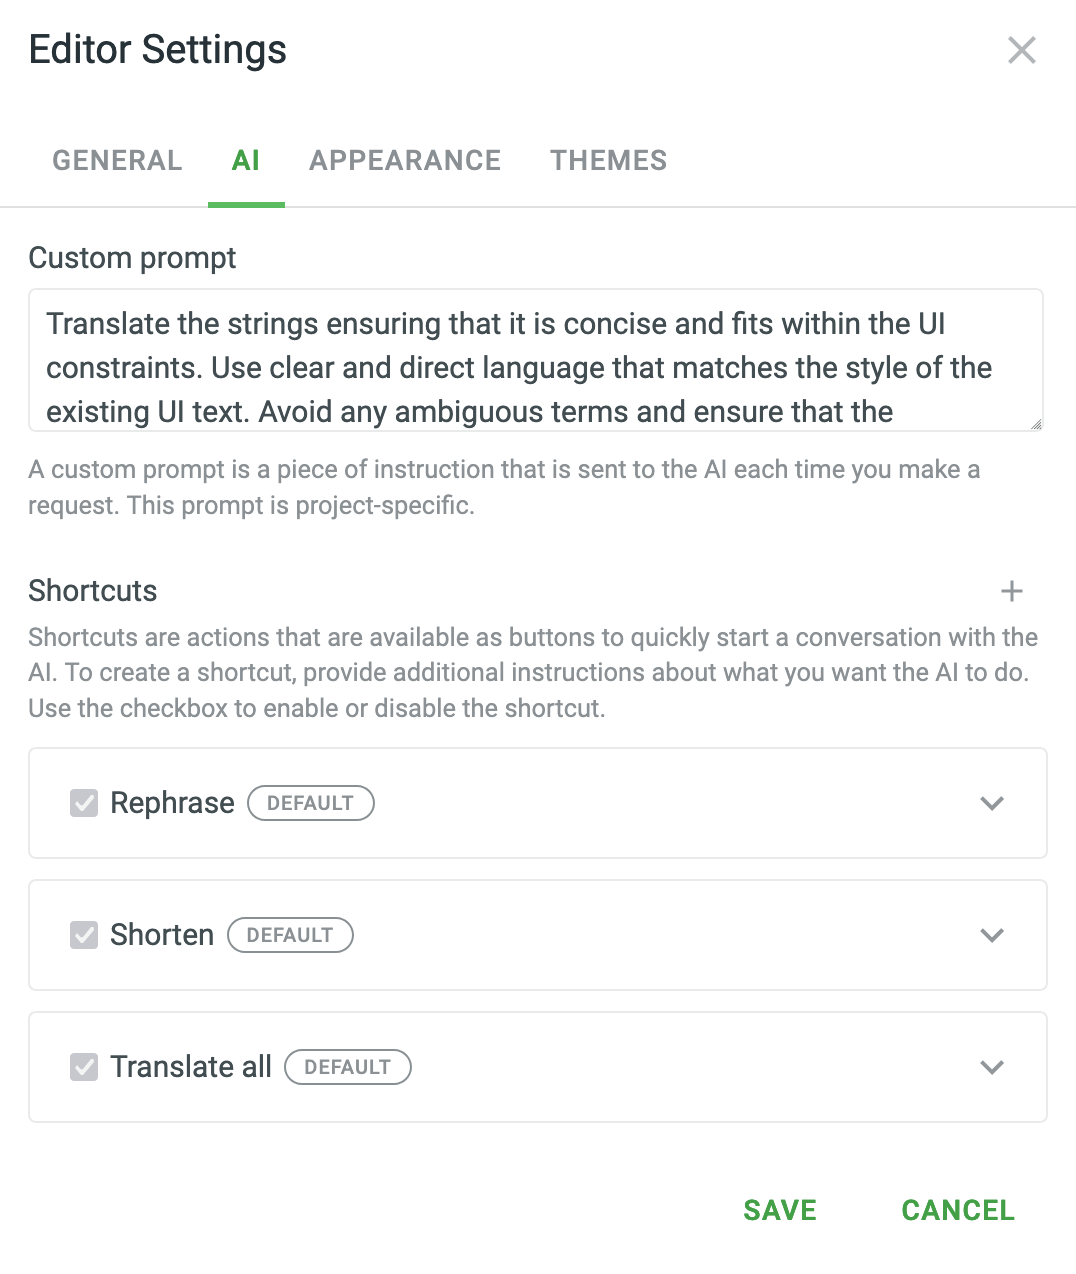 Editor Settings
GENERAL AI APPEARANCE THEMES
Custom prompt
Translate the strings ensuring that it is concise and fits within the UI
constraints. Use clear and direct language that matches the style of the
existing UI text. Avoid any ambiguous terms and ensure that the
A custom prompt is a piece of instruction that is sent to the AI each time you make a
request. This prompt is project-specific.
Shortcuts
Shortcuts are actions that are available as buttons to quickly start a conversation with the
AI. To create a shortcut, provide additional instructions about what you want the AI to do.
Use the checkbox to enable or disable the shortcut.
Rephrase DEFAULT
Shorten DEFAULT
Translate all DEFAULT
SAVE CANCEL